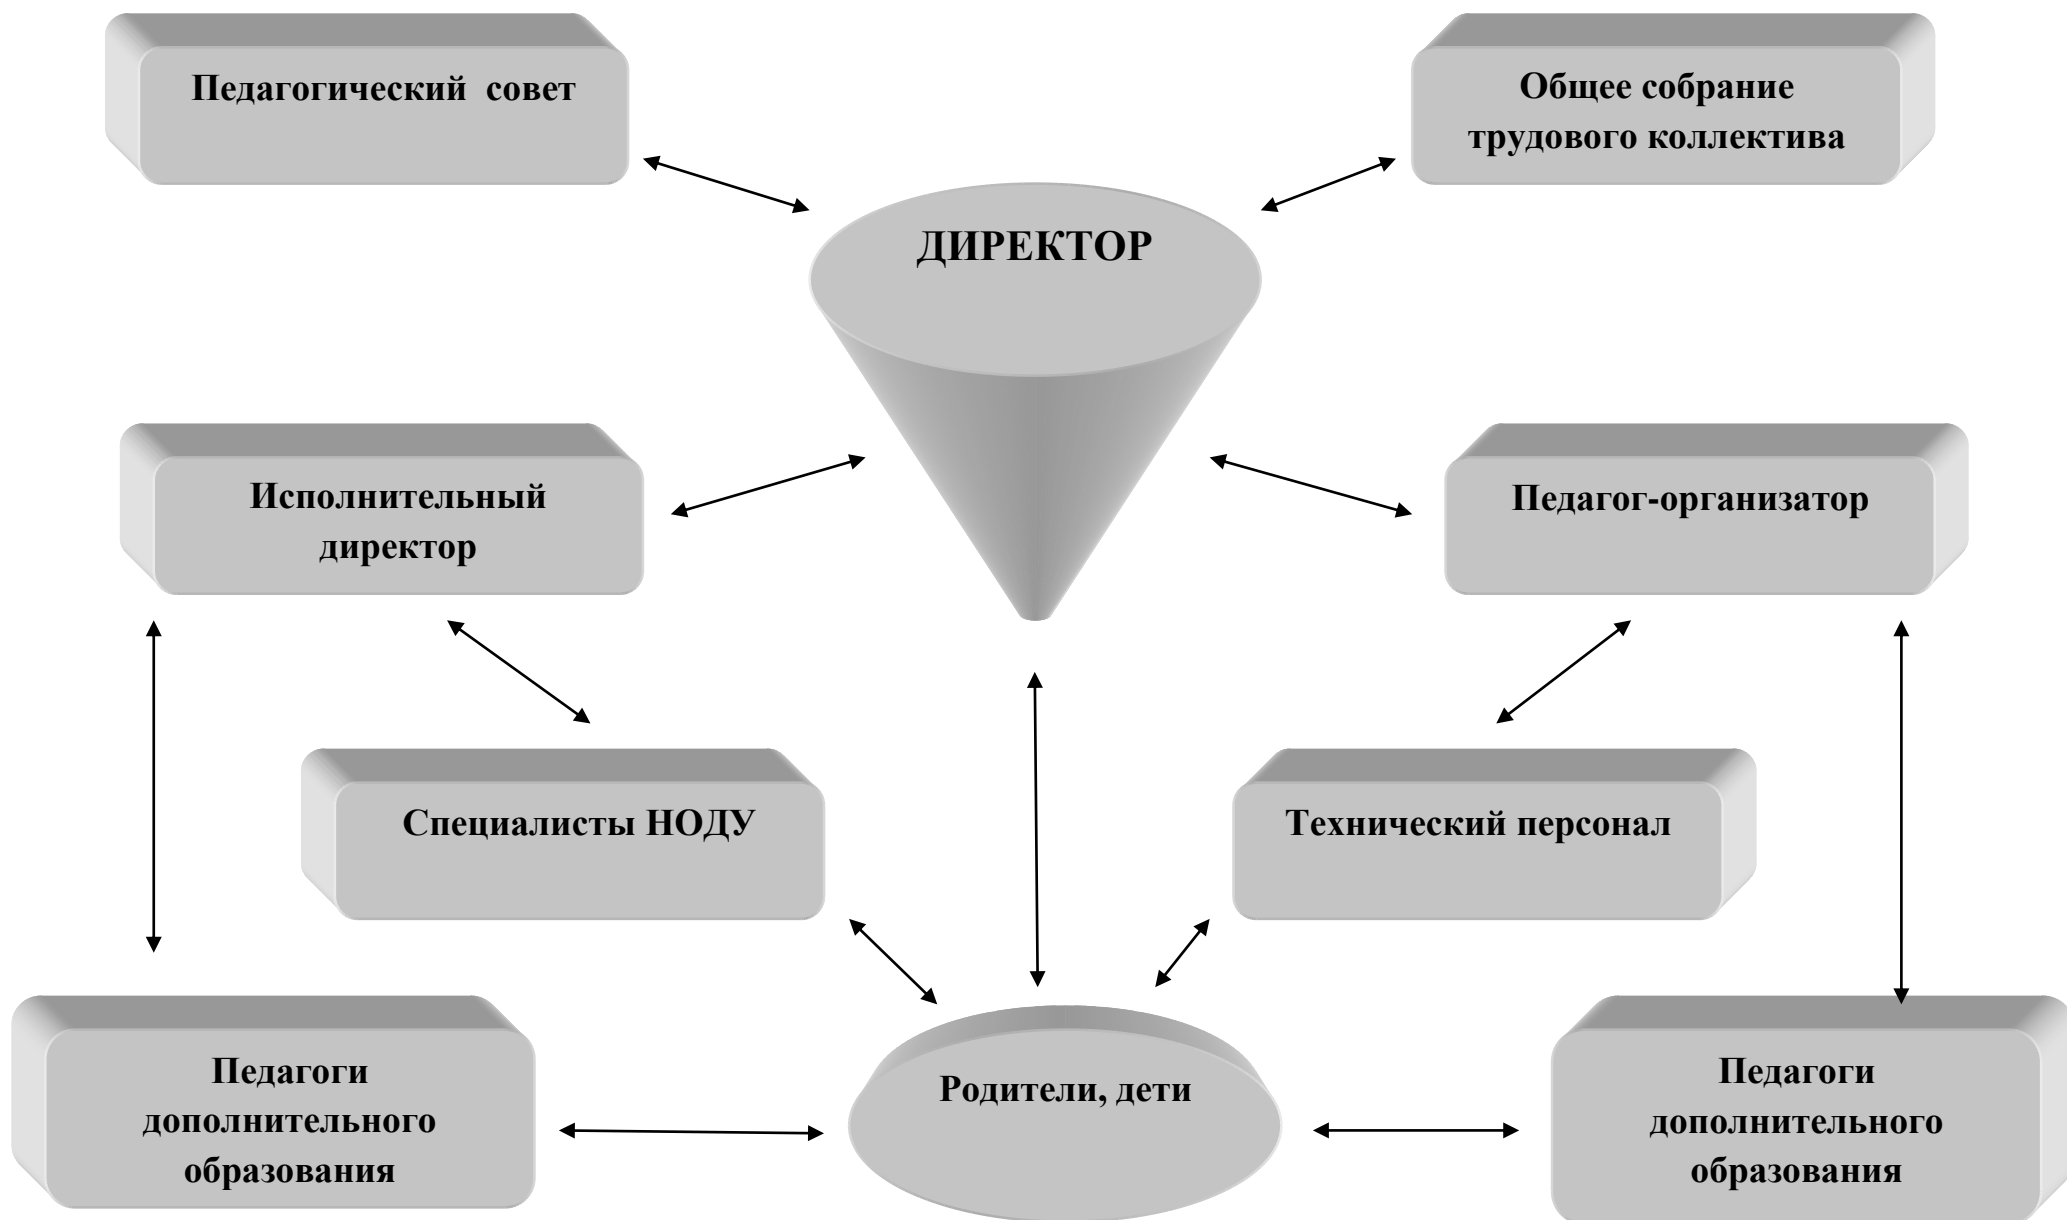 Педагогический совет
Общее собрание
трудового коллектива
ДИРЕКТОР
Исполнительный
директор
Педагог-организатор
Специалисты НОДУ
Технический персонал
Педагоги
дополнительного
образования
Родители, дети
Педагоги
дополнительного
образования